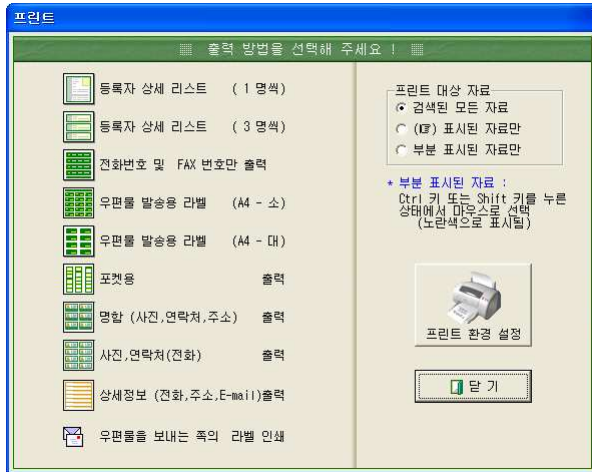 프린트
출력 방법을 선택해 주세요 !
등록자 상세 리스트 ( 1 명씩)
등록자 상세 리스트 ( 3 명씩)
전화번호 및 FAX 번호만 출력
우편물 발송용 라벨 (A4 - 소)
우편물 발송용 라벨 (A4 - 대)
포켓용 출력
명함 (사진,연락처,주소) 출력
사진,연락처(전화) 출력
상세정보 (전화,주소,E-mail)출력
우편물을 보내는 쪽의 라벨 인쇄
프린트 대상 자료
검색된 모든 자료
(☞) 표시된 자료만
부분 표시된 자료만
* 부분 표시된 자료 :
Ctrl 키 또는 Shift 키를 누른
상태에서 마우스로 선택
(노란색으로 표시됨)
프린트 환경 설정
닫 기